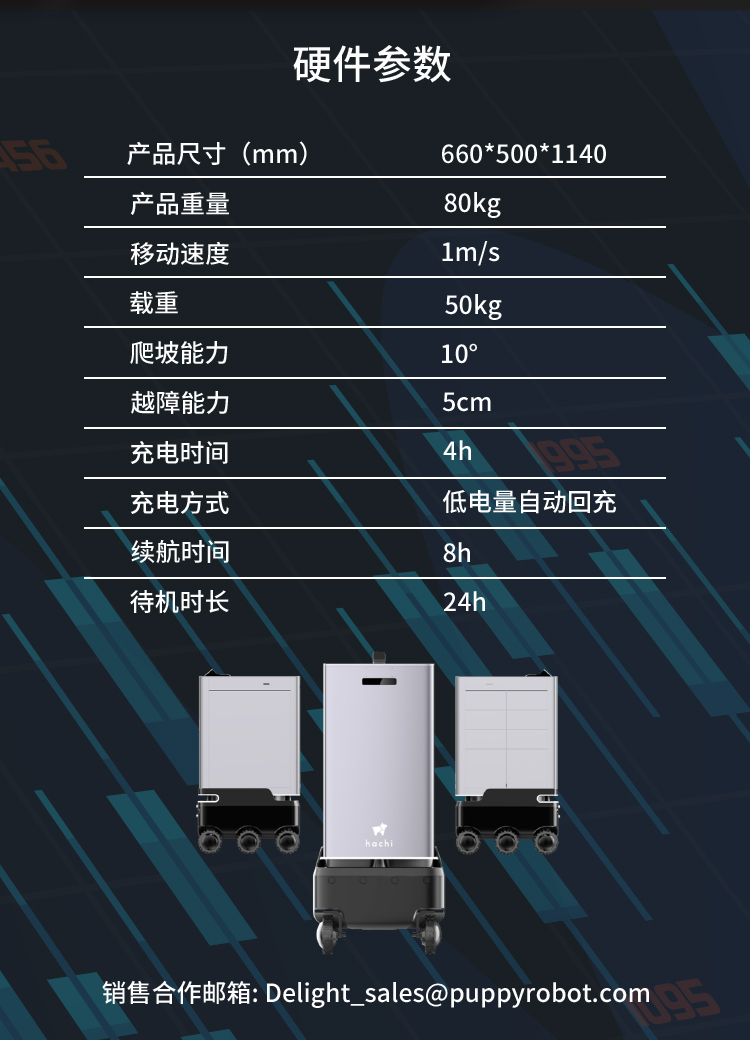 硬件参数
产品尺寸（mm） 660*500*1140
产品重量 80kg
移动速度 1m/s
载重 50kg
爬坡能力 10°
越障能力 5cm
充电时间 4h
1995
充电方式 低电量自动回充
续航时间 8h
待机时长 24h
hachi
销售合作邮箱: Delight_sales@puppyrobot.com